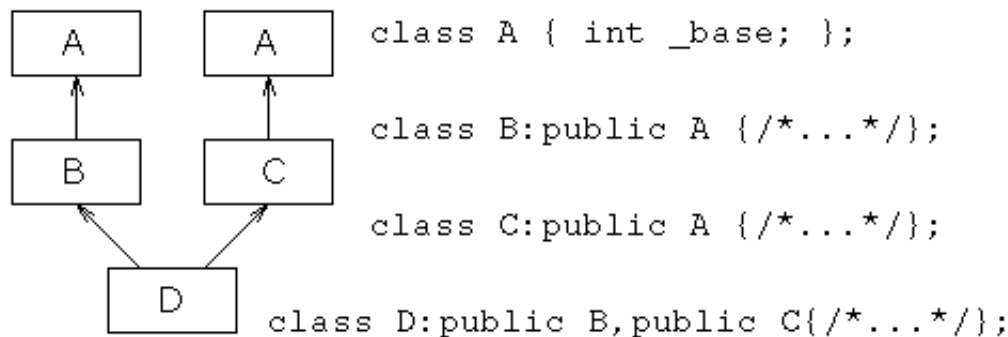 A A class A { int _base; };
class B:public A {/*...*/};
B C
class C:public A {/*...*/};
D
class D:public B,public C{/*...*/};